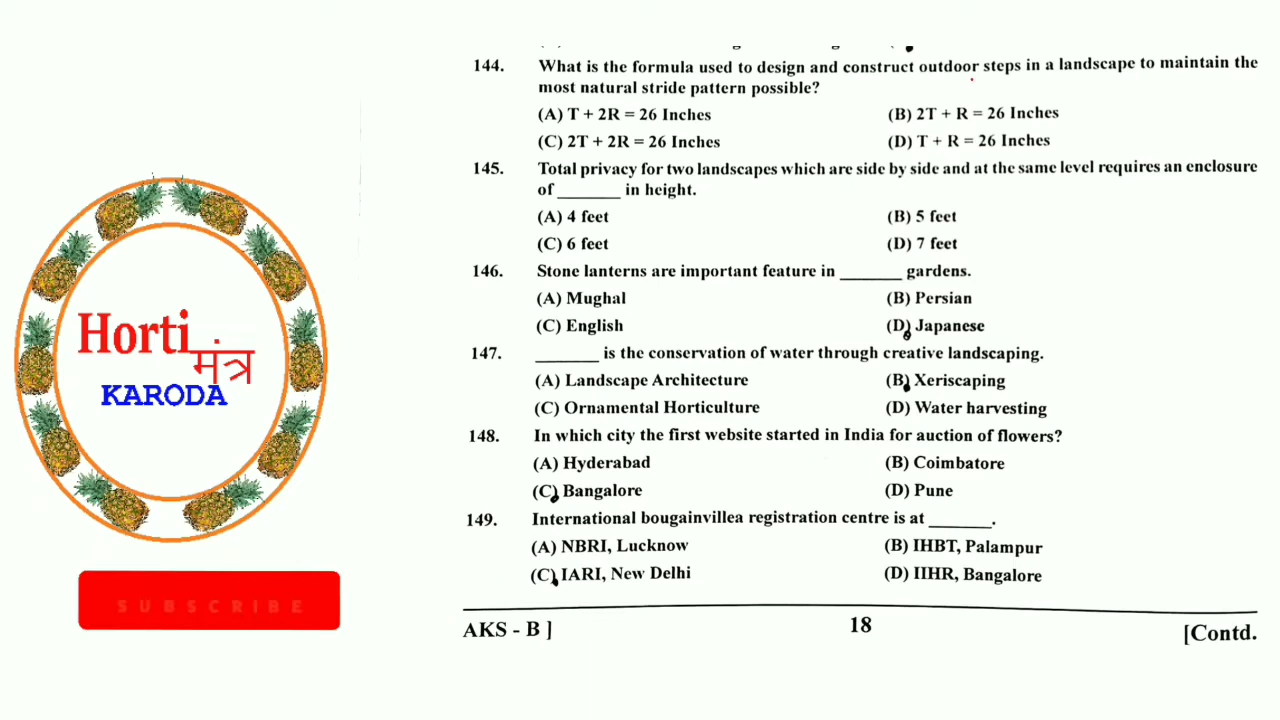 144. What is the formula used to design and construct outdoor steps in a landscape to maintain the
most natural stride pattern possible?
(A) T + 2R = 26 Inches (B) 2T + R = 26 Inches
(C) 2T + 2R = 26 Inches (D) T + R = 26 Inches
145. Total privacy for two landscapes which are side by side and at the same level requires an enclosure
of _______ in height.
(A) 4 feet (B) 5 feet
(C) 6 feet (D) 7 feet
146. Stone lanterns are important feature in _______ gardens.
(A) Mughal (B) Persian
(C) English (D) Japanese
147. _______ is the conservation of water through creative landscaping.
(A) Landscape Architecture (B) Xeriscaping
(C) Ornamental Horticulture (D) Water harvesting
148. In which city the first website started in India for auction of flowers?
(A) Hyderabad (B) Coimbatore
(C) Bangalore (D) Pune
149. International bougainvillea registration centre is at _______.
(A) NBRI, Lucknow (B) IHBT, Palampur
(C) IARI, New Delhi (D) IIHR, Bangalore
AKS - B ] 18 [Contd.
Horti
मंत्र
KARODA
SUBSCRIBE